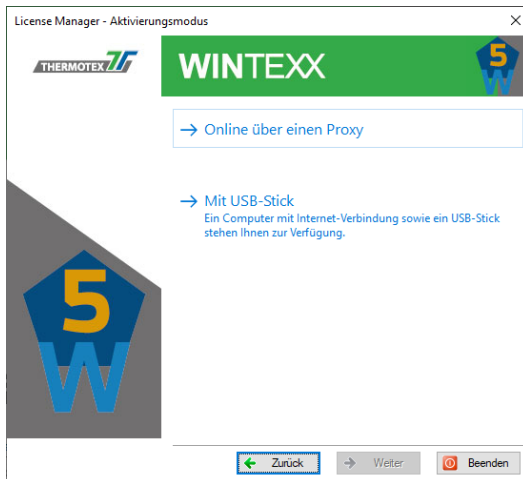 License Manager - Aktivierungsmodus
THERMOTEX
WINTEXX
5
W
Online über einen Proxy
Mit USB-Stick
Ein Computer mit Internet-Verbindung sowie ein USB-Stick
stehen Ihnen zur Verfügung.
5
W
Zurück
Weiter
Beenden